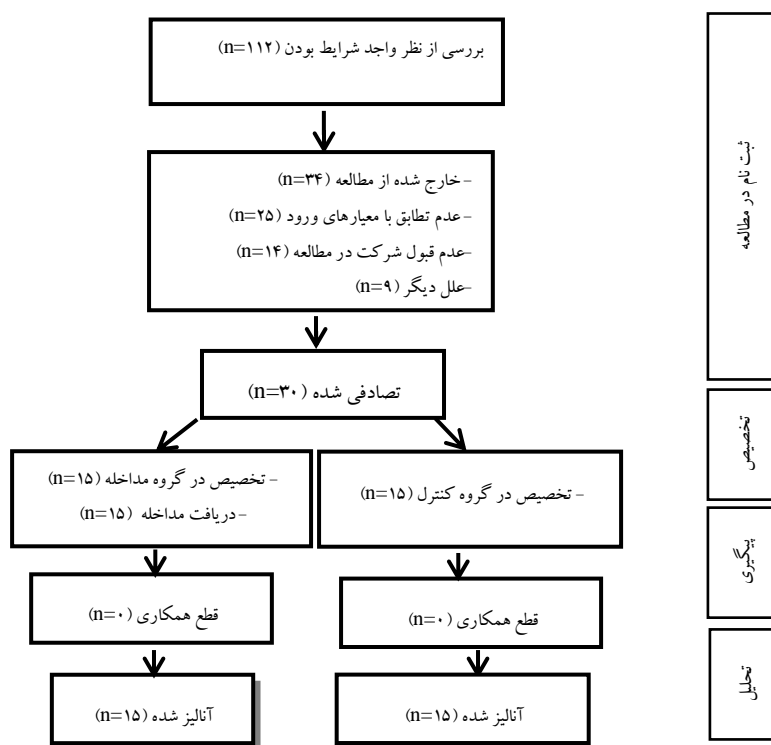 بررسی از نظر واجد شرایط بودن (n=۱۱۲)
ثبت نام در مطالعه
-خارج شده از مطالعه (n=۳۴)
-عدم تطابق با معیارهای ورود (n=۲۵)
-عدم قبول شرکت در مطالعه (n=۱۴)
-علل دیگر (n=۹)
تصادفی شده (n=۳۰)
تخصیص
- تخصیص در گروه کنترل (n=۱۵)
- تخصیص در گروه مداخله (n=۱۵)
-دریافت مداخله (n=۱۵)
پیگیری
قطع همکاری (n=۰)
قطع همکاری (n=۰)
تحلیل
آنالیز شده (n=۱۵)
آنالیز شده (n=۱۵)